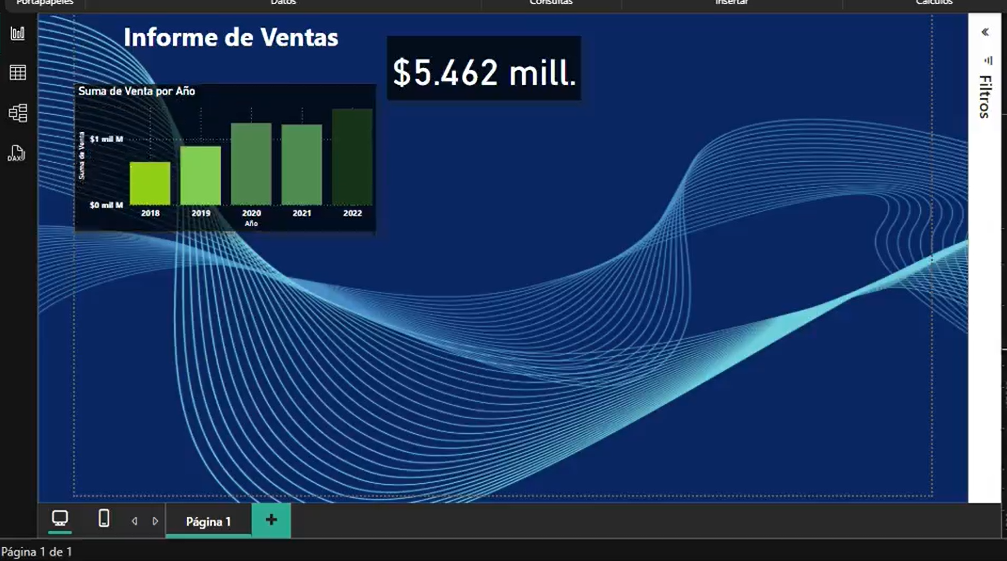 Portapapeles Datos Consultas Insertar Cálculos
Informe de Ventas
$5.462 mill.
Suma de Venta por Año
Suma de Venta
$1 mil M
$0 mil M
2018 2019 2020 2021 2022
Año
Filtros
DAX
Página 1
Página 1 de 1